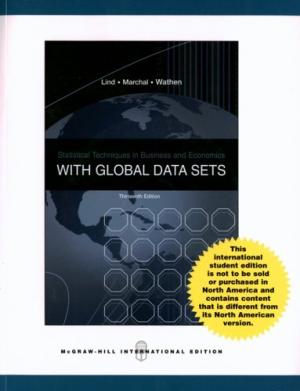 Lind • Marchal • Wathen
Statistical Techniques in Business and Economics
WITH GLOBAL DATA SETS
Thirteenth Edition
This
international
student edition
is not to be sold
or purchased in
North America and
contains content
that is different from
its North American
version.
McGRAW-HILL INTERNATIONAL EDITION